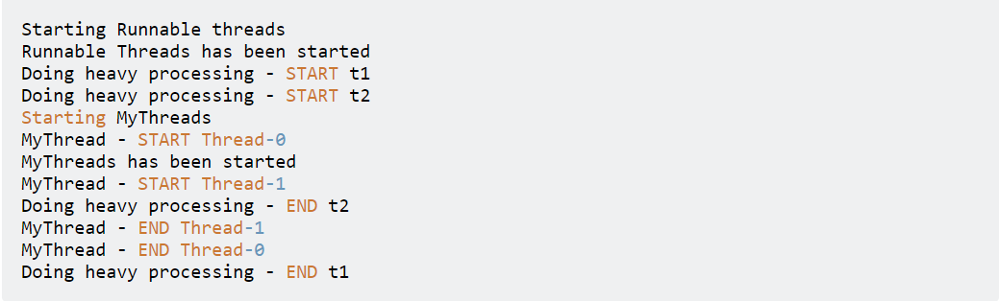 Starting Runnable threads
Runnable Threads has been started
Doing heavy processing - START t1
Doing heavy processing - START t2
Starting MyThreads
MyThread - START Thread-0
MyThreads has been started
MyThread - START Thread-1
Doing heavy processing - END t2
MyThread - END Thread-1
MyThread - END Thread-0
Doing heavy processing - END t1